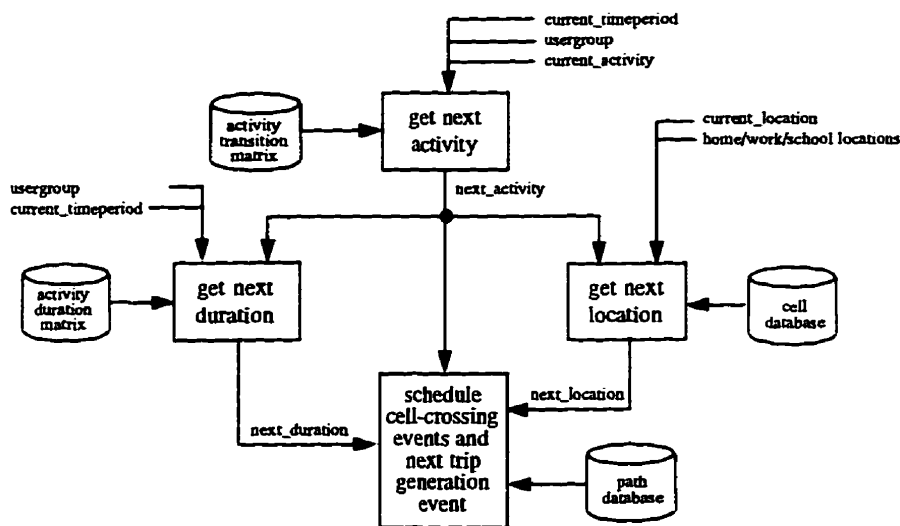 current_timeperiod
usergroup
current_activity
get next
activity
activity
transition
matrix
current_location
home/work/school locations
next_activity
usergroup
current_timeperiod
get next
duration
activity
duration
matrix
get next
location
cell
database
schedule
cell-crossing
events and
next trip
generation
event
next_duration
next_location
path
database